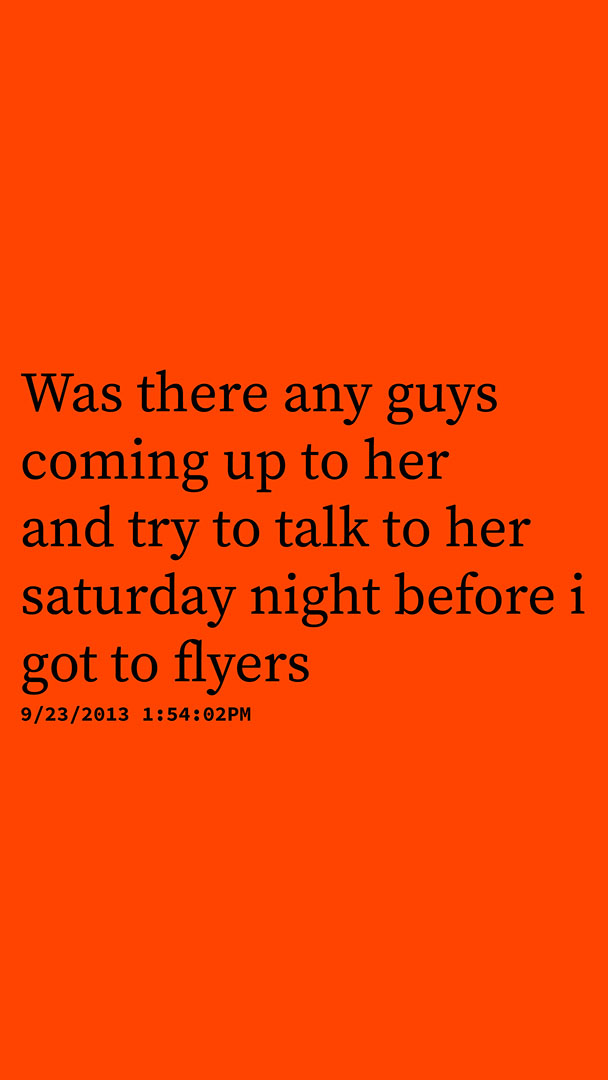 Was there any guys
coming up to her
and try to talk to her
saturday night before i
got to flyers
9/23/2013 1:54:02PM